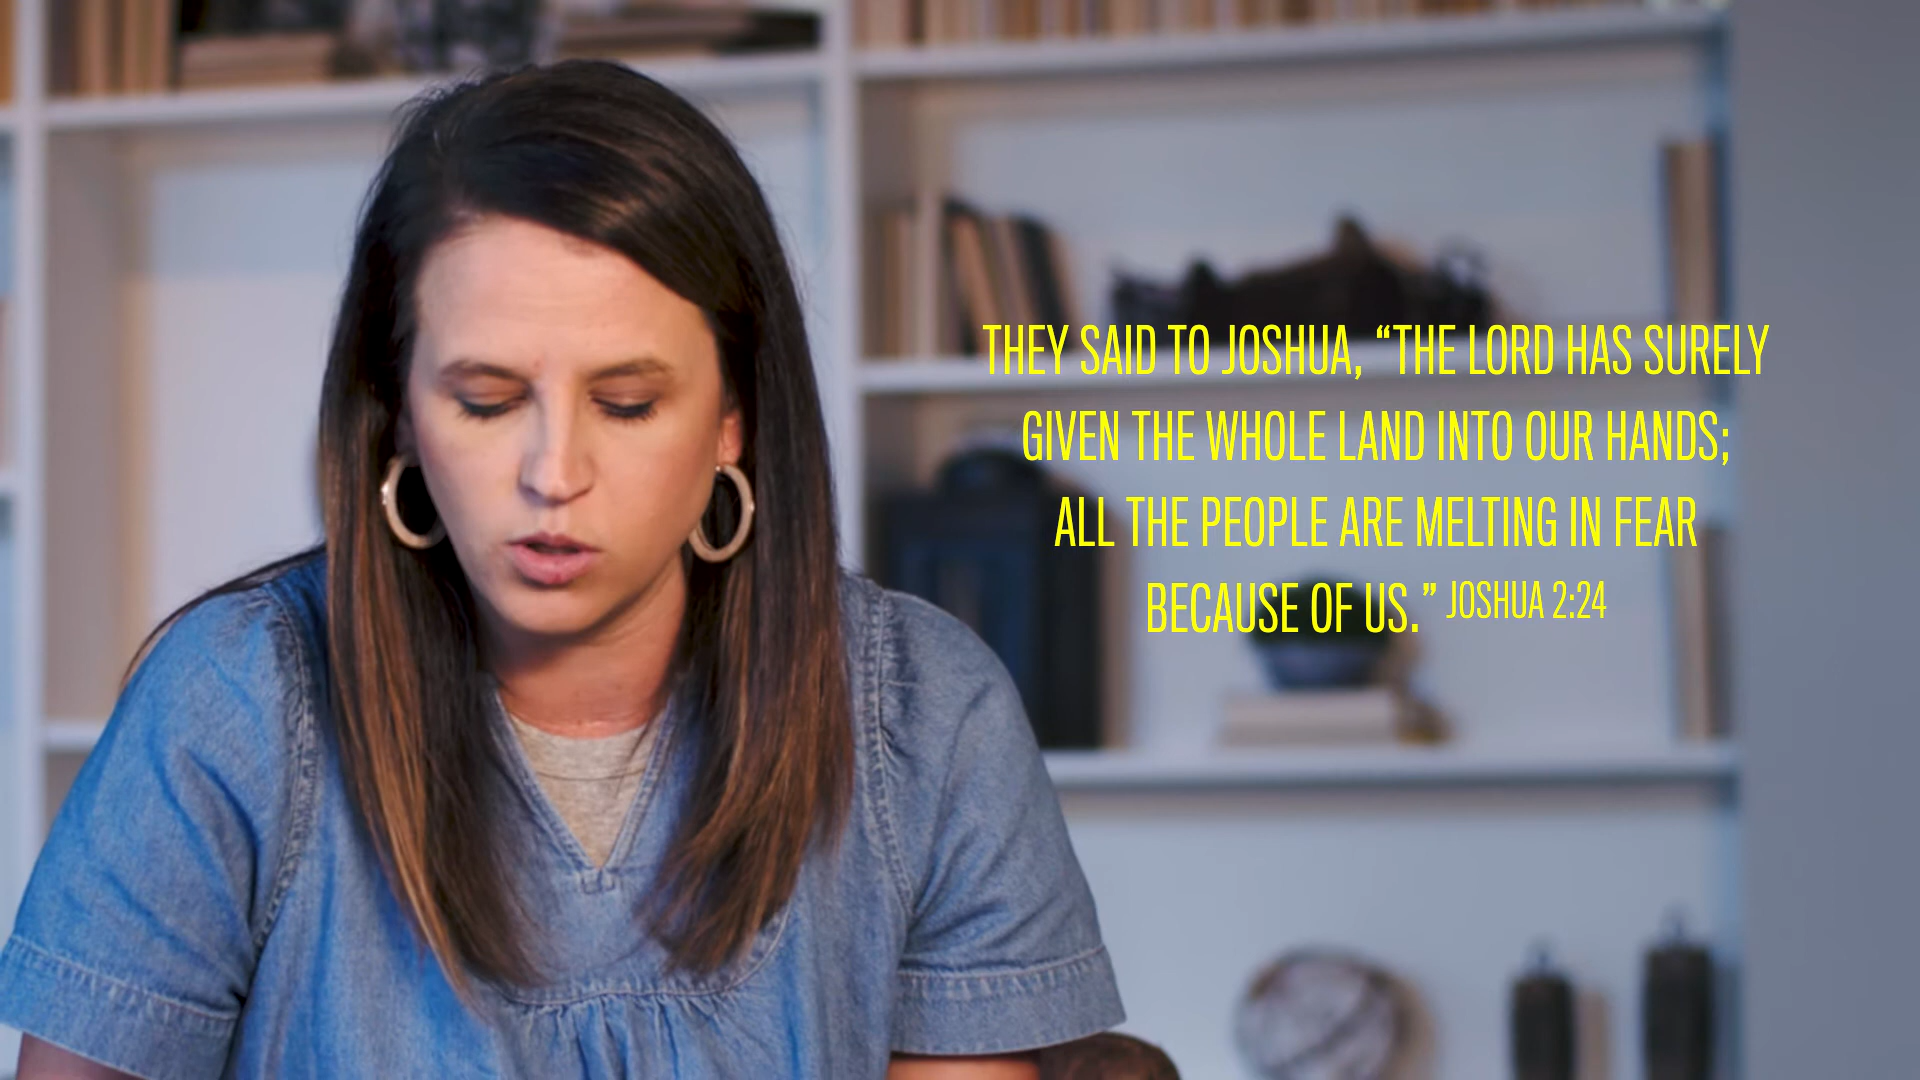 THEY SAID TO JOSHUA, “THE LORD HAS SURELY
GIVEN THE WHOLE LAND INTO OUR HANDS;
ALL THE PEOPLE ARE MELTING IN FEAR
BECAUSE OF US.” JOSHUA 2:24